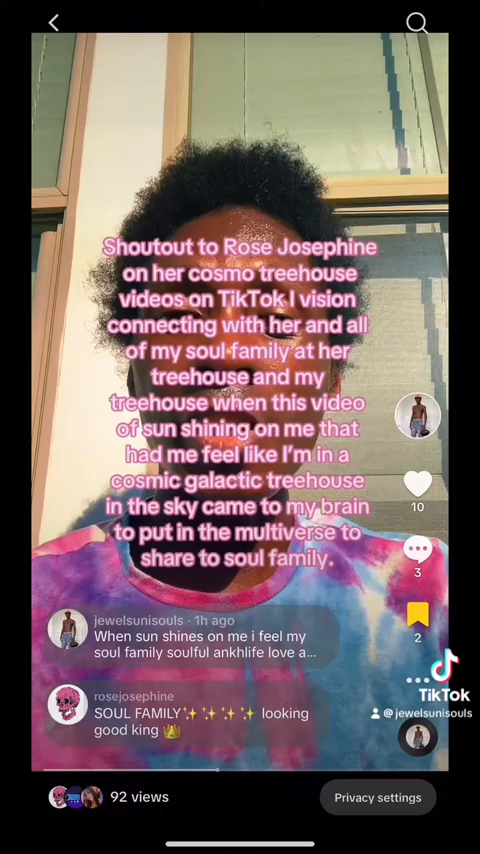 Shoutout to Rose Josephine
on her cosmo treehouse
videos on TikTok I vision
connecting with her and all
of my soul family at her
treehouse and my
treehouse when this video
of sun shining on me that
had me feel like I'm in a
cosmic galactic treehouse
in the sky came to my brain
to put in the multiverse to
share to soul family.
10
3
2
jewelsunisouls · 1h ago
When sun shines on me i feel my
soul family soulful ankhlife love a...
TikTok
@jewelsunisouls
rosejosephine
SOUL FAMILY✨✨✨✨ looking
good king 👑
92 views
Privacy settings